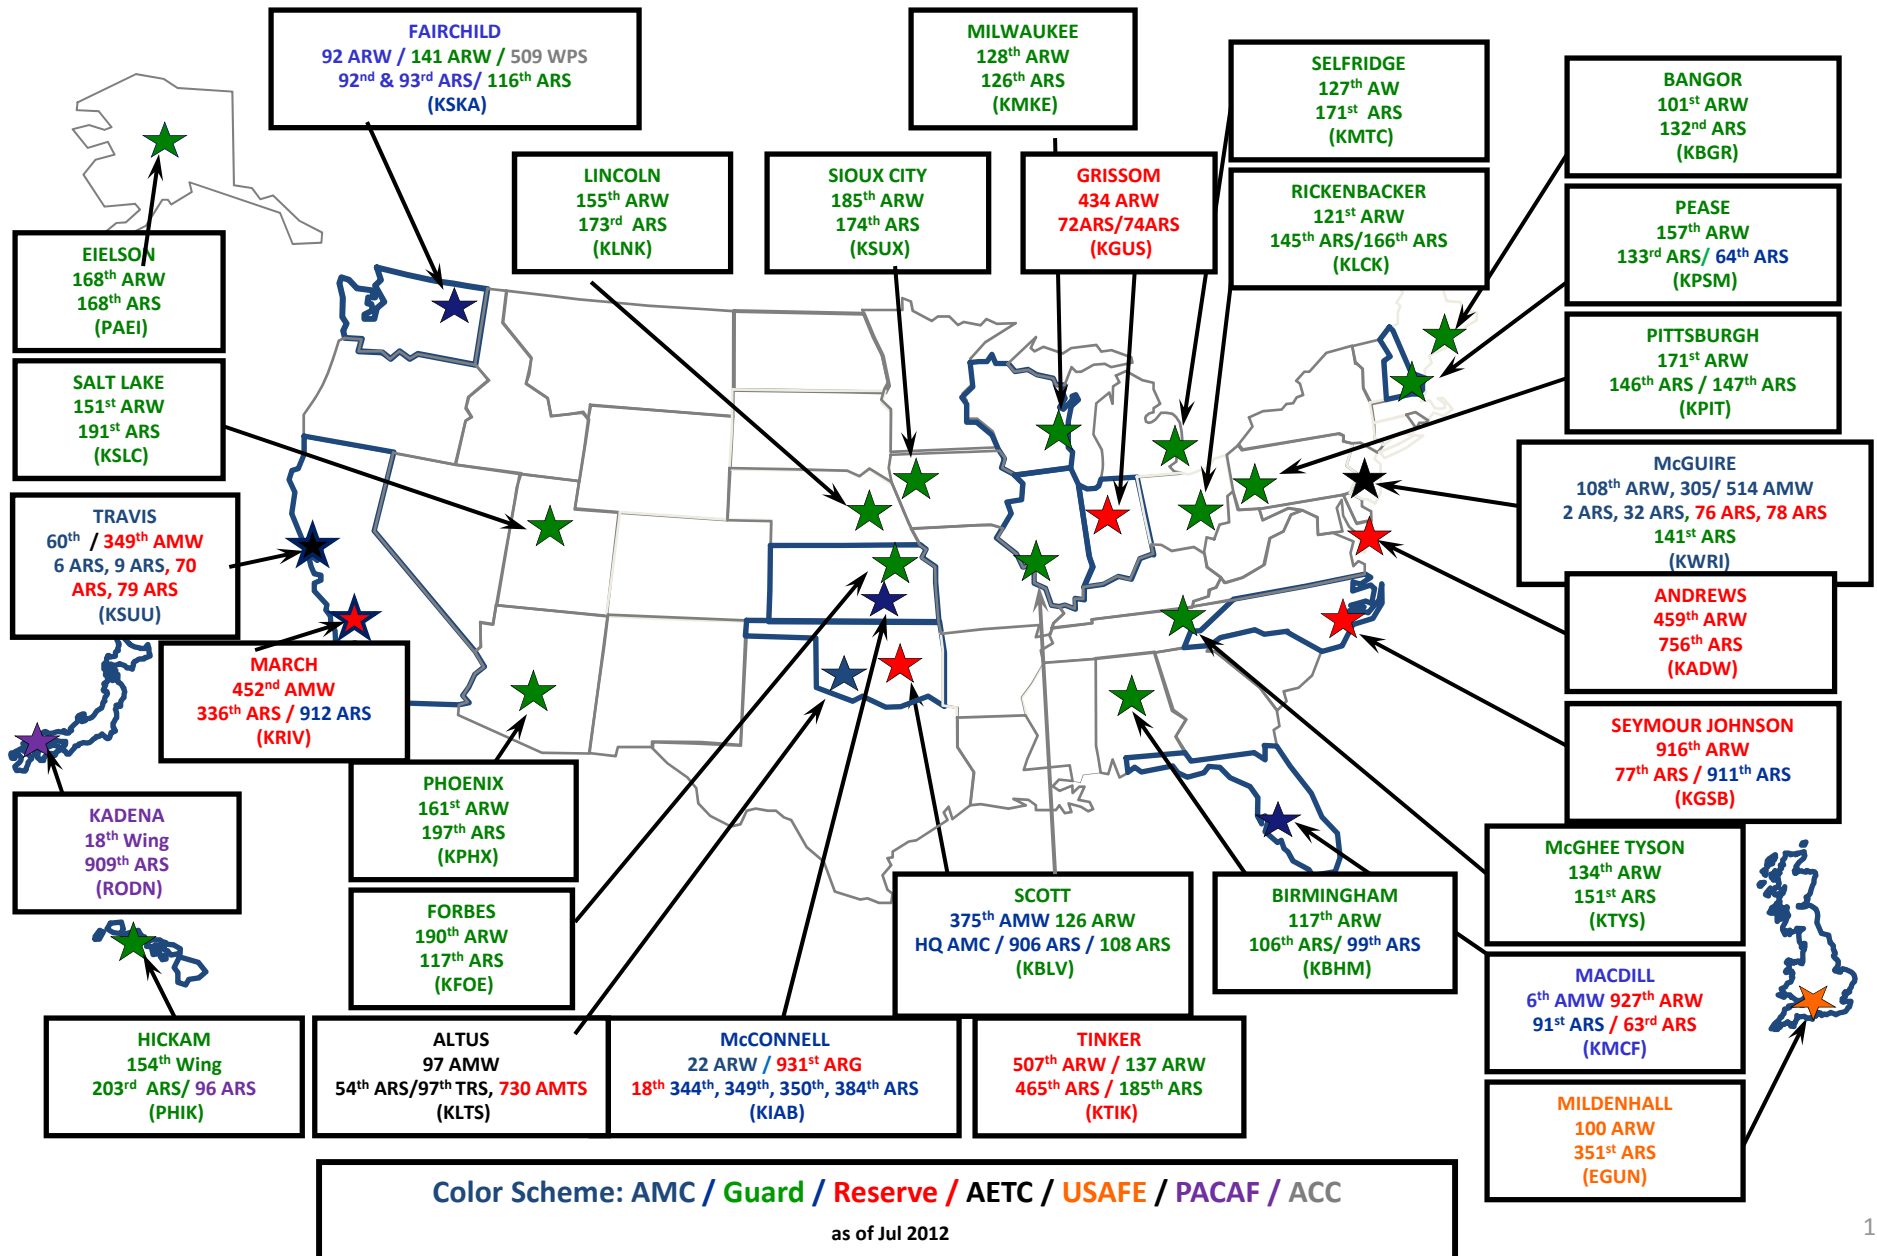 FAIRCHILD
92 ARW / 141 ARW / 509 WPS
92nd & 93rd ARS/ 116th ARS
(KSKA)
MILWAUKEE
128th ARW
126th ARS
(KMKE)
SELFRIDGE
127th AW
171st ARS
(KMTC)
BANGOR
101st ARW
132nd ARS
(KBGR)
LINCOLN
155th ARW
173rd ARS
(KLNK)
SIOUX CITY
185th ARW
174th ARS
(KSUX)
GRISSOM
434 ARW
72ARS/74ARS
(KGUS)
RICKENBACKER
121st ARW
145th ARS/166th ARS
(KLCK)
PEASE
157th ARW
133rd ARS/ 64th ARS
(KPSM)
EIELSON
168th ARW
168th ARS
(PAEI)
PITTSBURGH
171st ARW
146th ARS / 147th ARS
(KPIT)
SALT LAKE
151st ARW
191st ARS
(KSLC)
McGUIRE
108th ARW, 305/ 514 AMW
2 ARS, 32 ARS, 76 ARS, 78 ARS
141st ARS
(KWRI)
TRAVIS
60th / 349th AMW
6 ARS, 9 ARS, 70
ARS, 79 ARS
(KSUU)
ANDREWS
459th ARW
756th ARS
(KADW)
MARCH
452nd AMW
336th ARS / 912 ARS
(KRIV)
SEYMOUR JOHNSON
916th ARW
77th ARS / 911th ARS
(KGSB)
KADENA
18th Wing
909th ARS
(RODN)
PHOENIX
161st ARW
197th ARS
(KPHX)
McGHEE TYSON
134th ARW
151st ARS
(KTYS)
FORBES
190th ARW
117th ARS
(KFOE)
SCOTT
375th AMW 126 ARW
HQ AMC / 906 ARS / 108 ARS
(KBLV)
BIRMINGHAM
117th ARW
106th ARS/ 99th ARS
(KBHM)
MACDILL
6th AMW 927th ARW
91st ARS / 63rd ARS
(KMCF)
HICKAM
154th Wing
203rd ARS/ 96 ARS
(PHIK)
ALTUS
97 AMW
54th ARS/97th TRS, 730 AMTS
(KLTS)
McCONNELL
22 ARW / 931st ARG
18th 344th, 349th, 350th, 384th ARS
(KIAB)
TINKER
507th ARW / 137 ARW
465th ARS / 185th ARS
(KTIK)
MILDENHALL
100 ARW
351st ARS
(EGUN)
Color Scheme: AMC / Guard / Reserve / AETC / USAFE / PACAF / ACC
as of Jul 2012
1